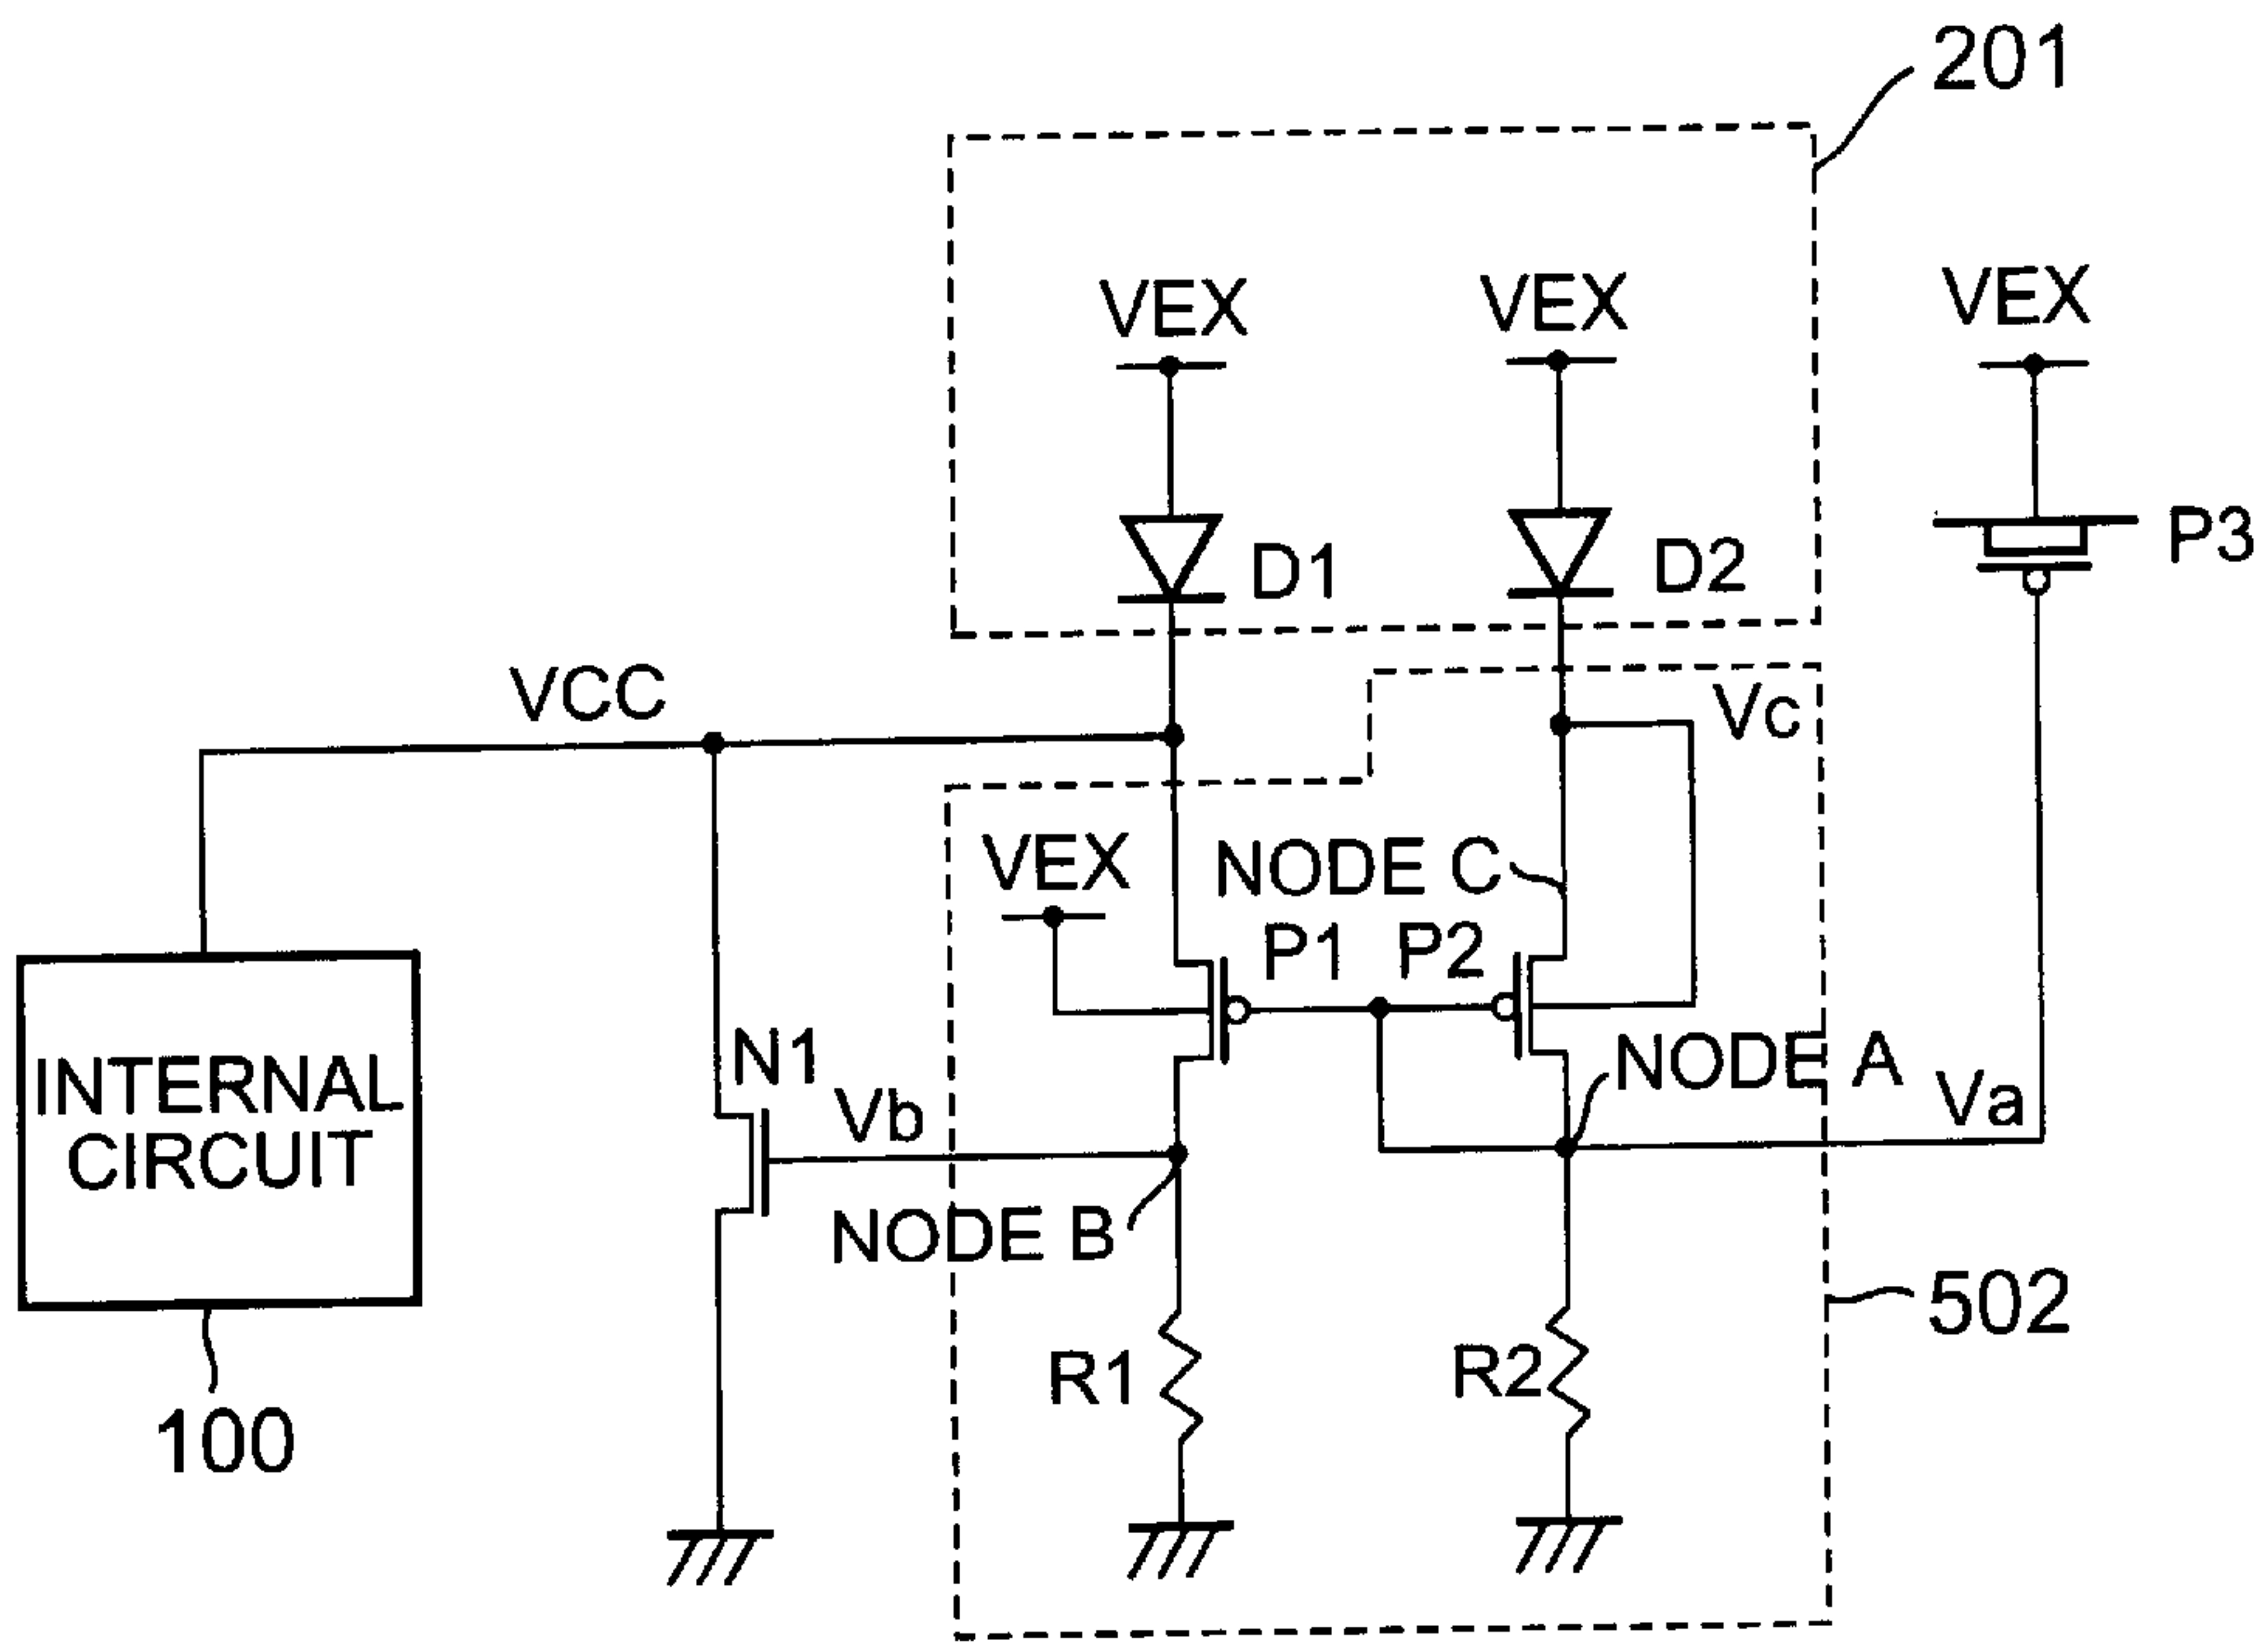 201
VEX
VEX
VEX
D1
D2
P3
VCC
Vc
VEX
NODE C
P1
P2
N1
Vb
NODE A
Va
INTERNAL
CIRCUIT
NODE B
R1
R2
502
100